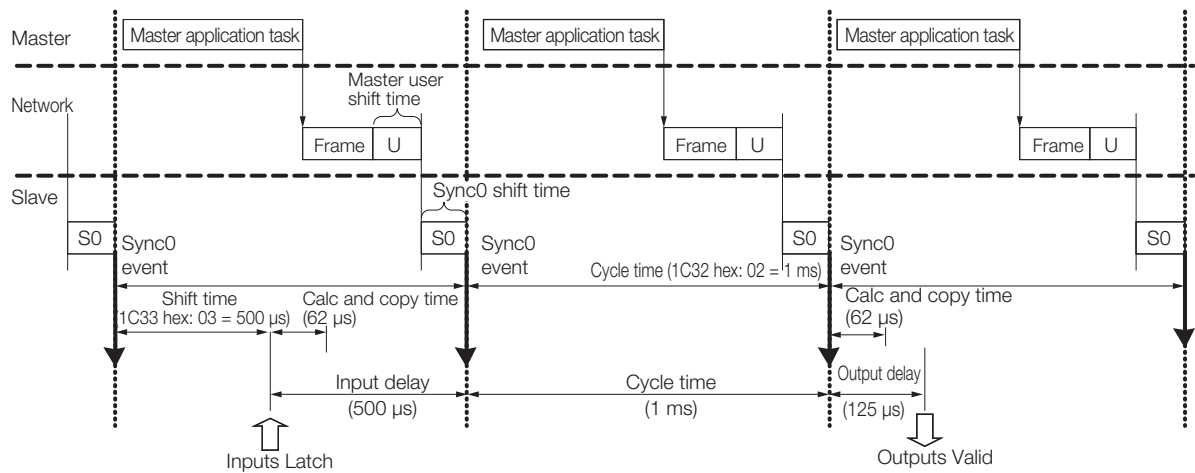 Master
Master application task
Master application task
Master application task
Network
Master user
shift time
Frame
U
Frame
U
Frame
U
Slave
Sync0 shift time
S0
S0
S0
S0
Sync0
event
Sync0
event
Sync0
event
Cycle time (1C32 hex: 02 = 1 ms)
Shift time
(1C33 hex: 03 = 500 µs)
Calc and copy time
(62 µs)
Calc and copy time
(62 µs)
Input delay
(500 µs)
Cycle time
(1 ms)
Output delay
(125 µs)
Inputs Latch
Outputs Valid